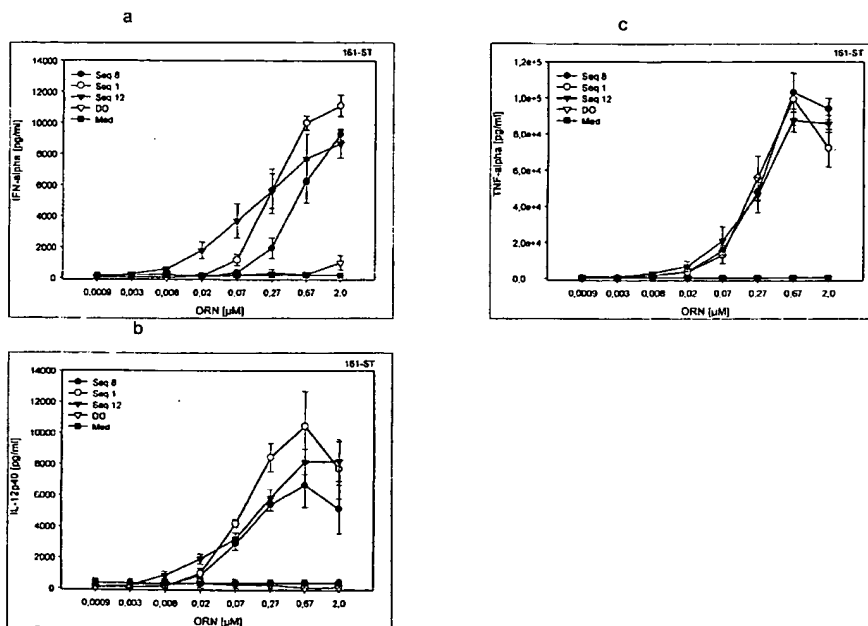 a
161-ST
14000
12000
10000
8000
6000
4000
2000
0
IFN-alpha [pg/ml]
Seq 8
Seq 1
Seq 12
DO
Med
0,0009 0,003 0,008 0,02 0,07 0,27 0,67 2,0
ORN [µM]
c
161-ST
1,2e+5
1,0e+5
8,0e+4
6,0e+4
4,0e+4
2,0e+4
0,0
TNF-alpha [pg/ml]
Seq 8
Seq 1
Seq 12
DO
Med
0,0009 0,003 0,008 0,02 0,07 0,27 0,67 2,0
ORN [µM]
b
161-ST
14000
12000
10000
8000
6000
4000
2000
0
IL-12p40 [pg/ml]
Seq 8
Seq 1
Seq 12
DO
Med
0,0009 0,003 0,008 0,02 0,07 0,27 0,67 2,0
ORN [µM]